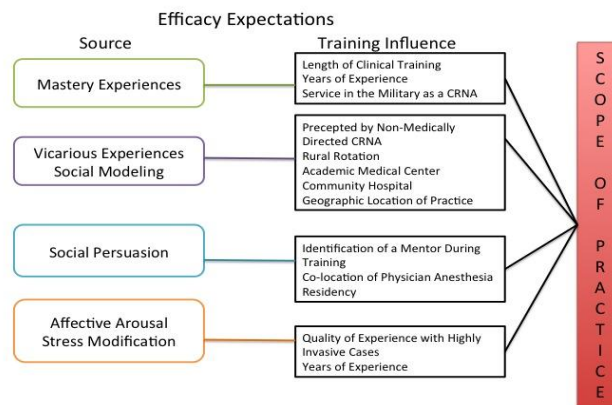 Efficacy Expectations
Source
Training Influence
Mastery Experiences
Length of Clinical Training
Years of Experience
Service in the Military as a CRNA
Vicarious Experiences
Social Modeling
Precepted by Non-Medically
Directed CRNA
Rural Rotation
Academic Medical Center
Community Hospital
Geographic Location of Practice
Social Persuasion
Identification of a Mentor During
Training
Co-location of Physician Anesthesia
Residency
Affective Arousal
Stress Modification
Quality of Experience with Highly
Invasive Cases
Years of Experience
SCOPE OF PRACTICE